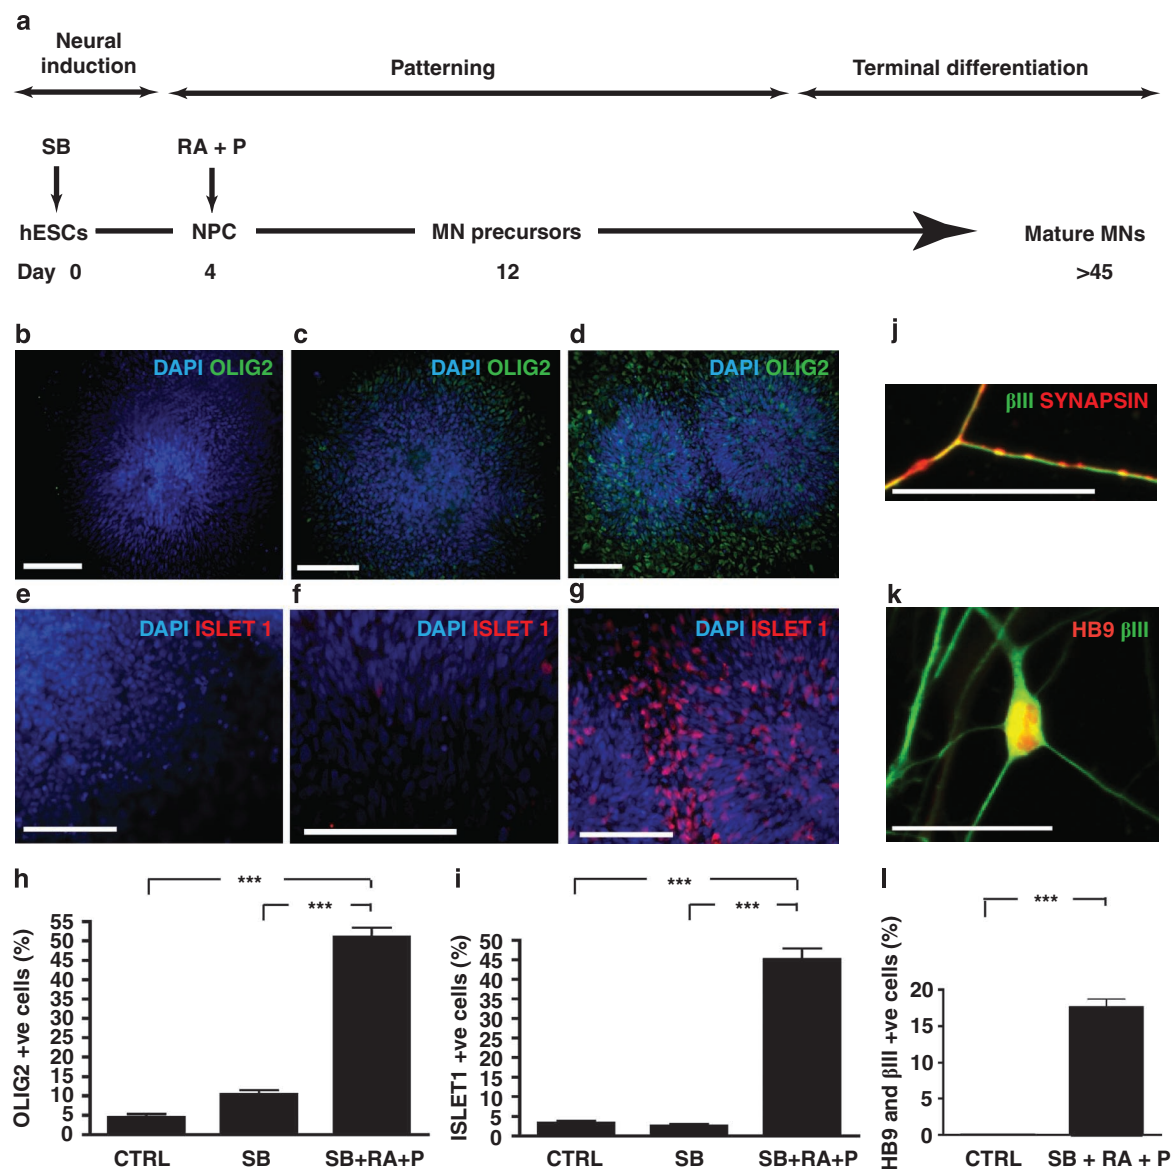 a
Neural
induction
Patterning
Terminal differentiation
SB
RA + P
hESCs
NPC
MN precursors
Mature MNs
Day 0
4
12
>45
b
DAPI OLIG2
c
DAPI OLIG2
d
DAPI OLIG2
j
βIII SYNAPSIN
e
DAPI ISLET 1
f
DAPI ISLET 1
g
DAPI ISLET 1
k
HB9 βIII
h
***
***
OLIG2 +ve cells (%)
55
50
45
40
35
30
25
20
15
10
5
0
CTRL
SB
SB+RA+P
i
***
***
ISLET1 +ve cells (%)
50
45
40
35
30
25
20
15
10
5
0
CTRL
SB
SB+RA+P
l
***
HB9 and βIII +ve cells (%)
20
15
10
5
0
CTRL
SB + RA + P